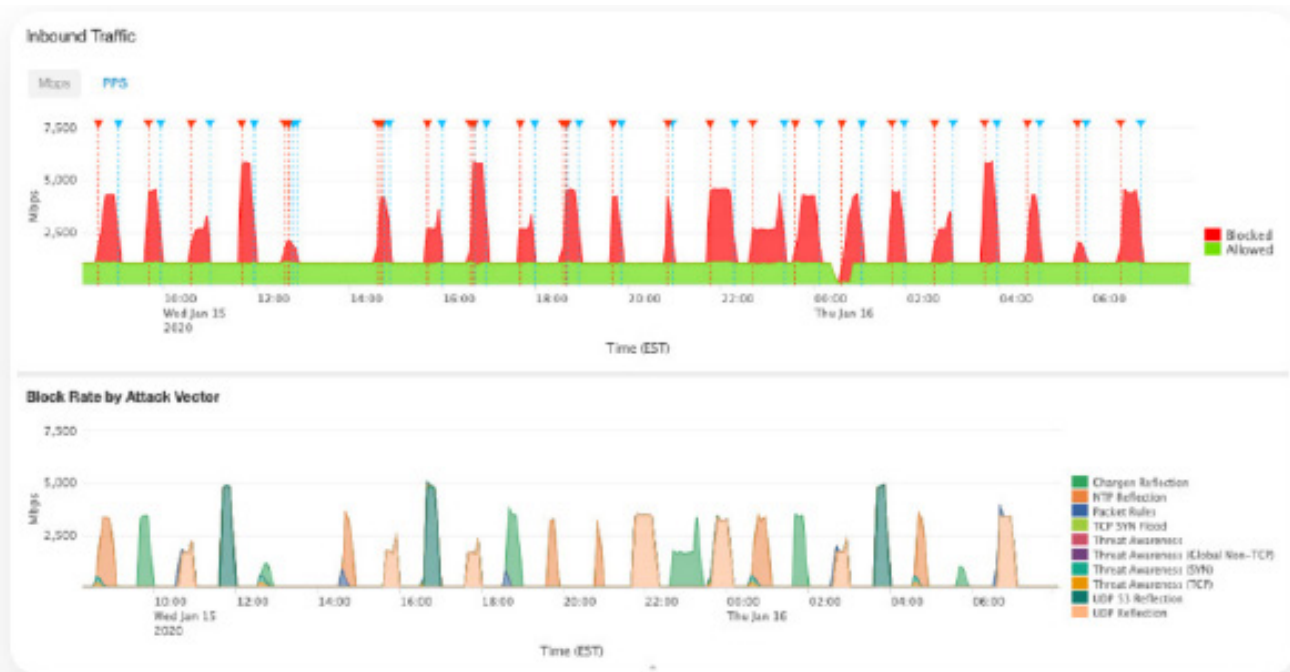 Inbound Traffic
Mbps PPS
7,500
5,000
2,500
Mbps
10:00 12:00 14:00 16:00 18:00 20:00 22:00 00:00 02:00 04:00 06:00
Wed Jan 15 Thu Jan 16
2020
Time (EST)
Blocked
Allowed
Block Rate by Attack Vector
7,500
5,000
2,500
Mbps
10:00 12:00 14:00 16:00 18:00 20:00 22:00 00:00 02:00 04:00 06:00
Wed Jan 15 Thu Jan 16
2020
Time (EST)
Chargen Reflection
NTP Reflection
Packet Rules
TCP SYN Flood
Threat Awareness
Threat Awareness (Global Non-TCP)
Threat Awareness (SYN)
Threat Awareness (TCP)
UDP 53 Reflection
UDP Reflection